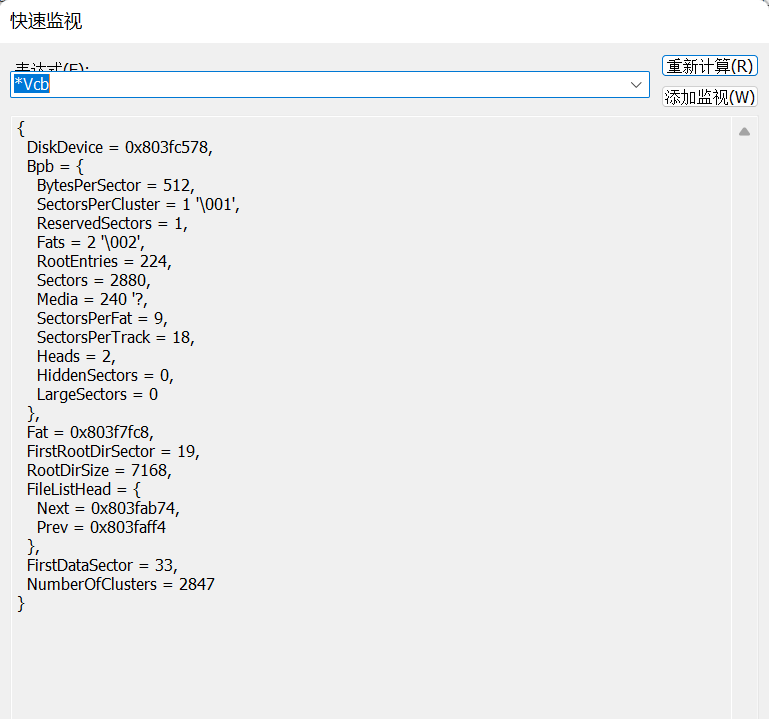 快速监视
表达式(E):
*Vcb
重新计算(R)
添加监视(W)
{
DiskDevice = 0x803fc578,
Bpb = {
BytesPerSector = 512,
SectorsPerCluster = 1 '\001',
ReservedSectors = 1,
Fats = 2 '\002',
RootEntries = 224,
Sectors = 2880,
Media = 240 '?,
SectorsPerFat = 9,
SectorsPerTrack = 18,
Heads = 2,
HiddenSectors = 0,
LargeSectors = 0
},
Fat = 0x803f7fc8,
FirstRootDirSector = 19,
RootDirSize = 7168,
FileListHead = {
Next = 0x803fab74,
Prev = 0x803faff4
},
FirstDataSector = 33,
NumberOfClusters = 2847
}